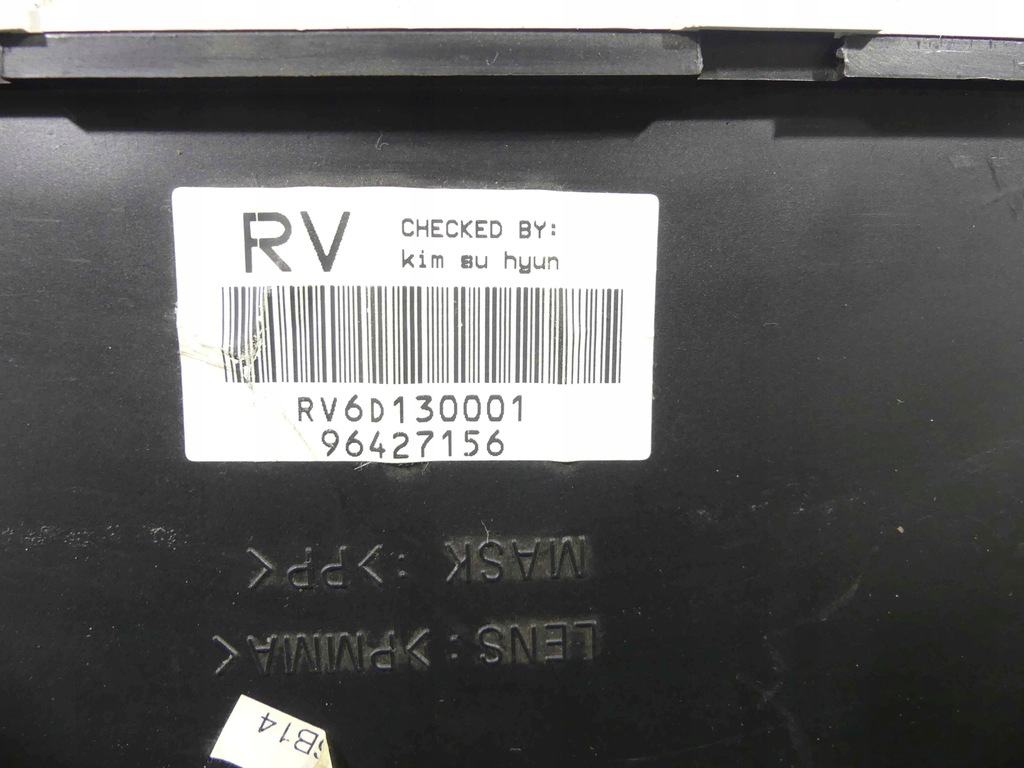 RV
CHECKED BY:
kim su hyun
RV6D130001
96427156
MASK : >PP<
LENS : >PMMA<
B14